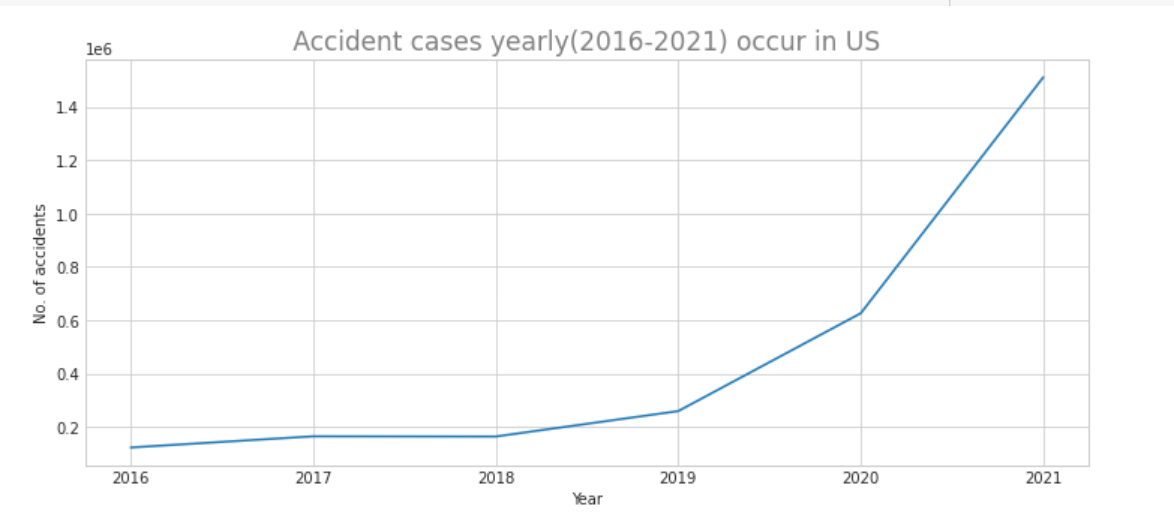 Accident cases yearly(2016-2021) occur in US
1e6
1.4
1.2
1.0
0.8
0.6
0.4
0.2
No. of accidents
2016 2017 2018 2019 2020 2021
Year